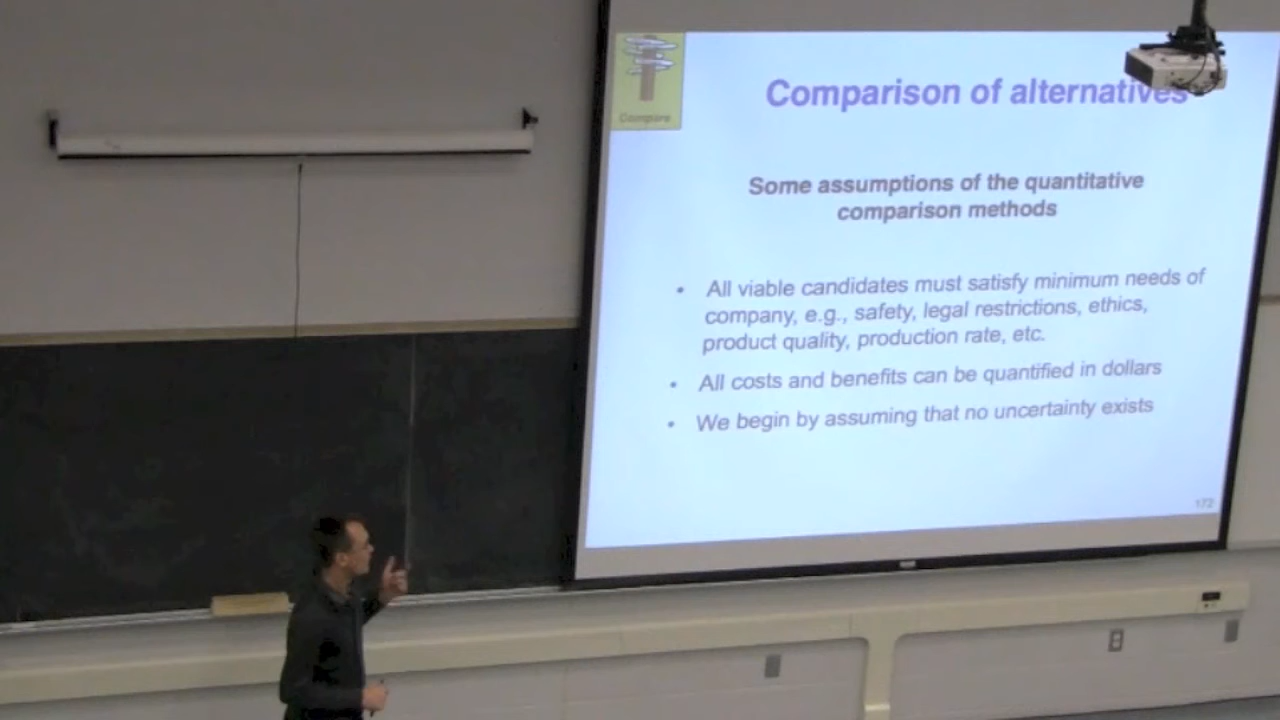 Compare
Comparison of alternatives
Some assumptions of the quantitative
comparison methods
• All viable candidates must satisfy minimum needs of
company, e.g., safety, legal restrictions, ethics,
product quality, production rate, etc.
• All costs and benefits can be quantified in dollars
• We begin by assuming that no uncertainty exists
172